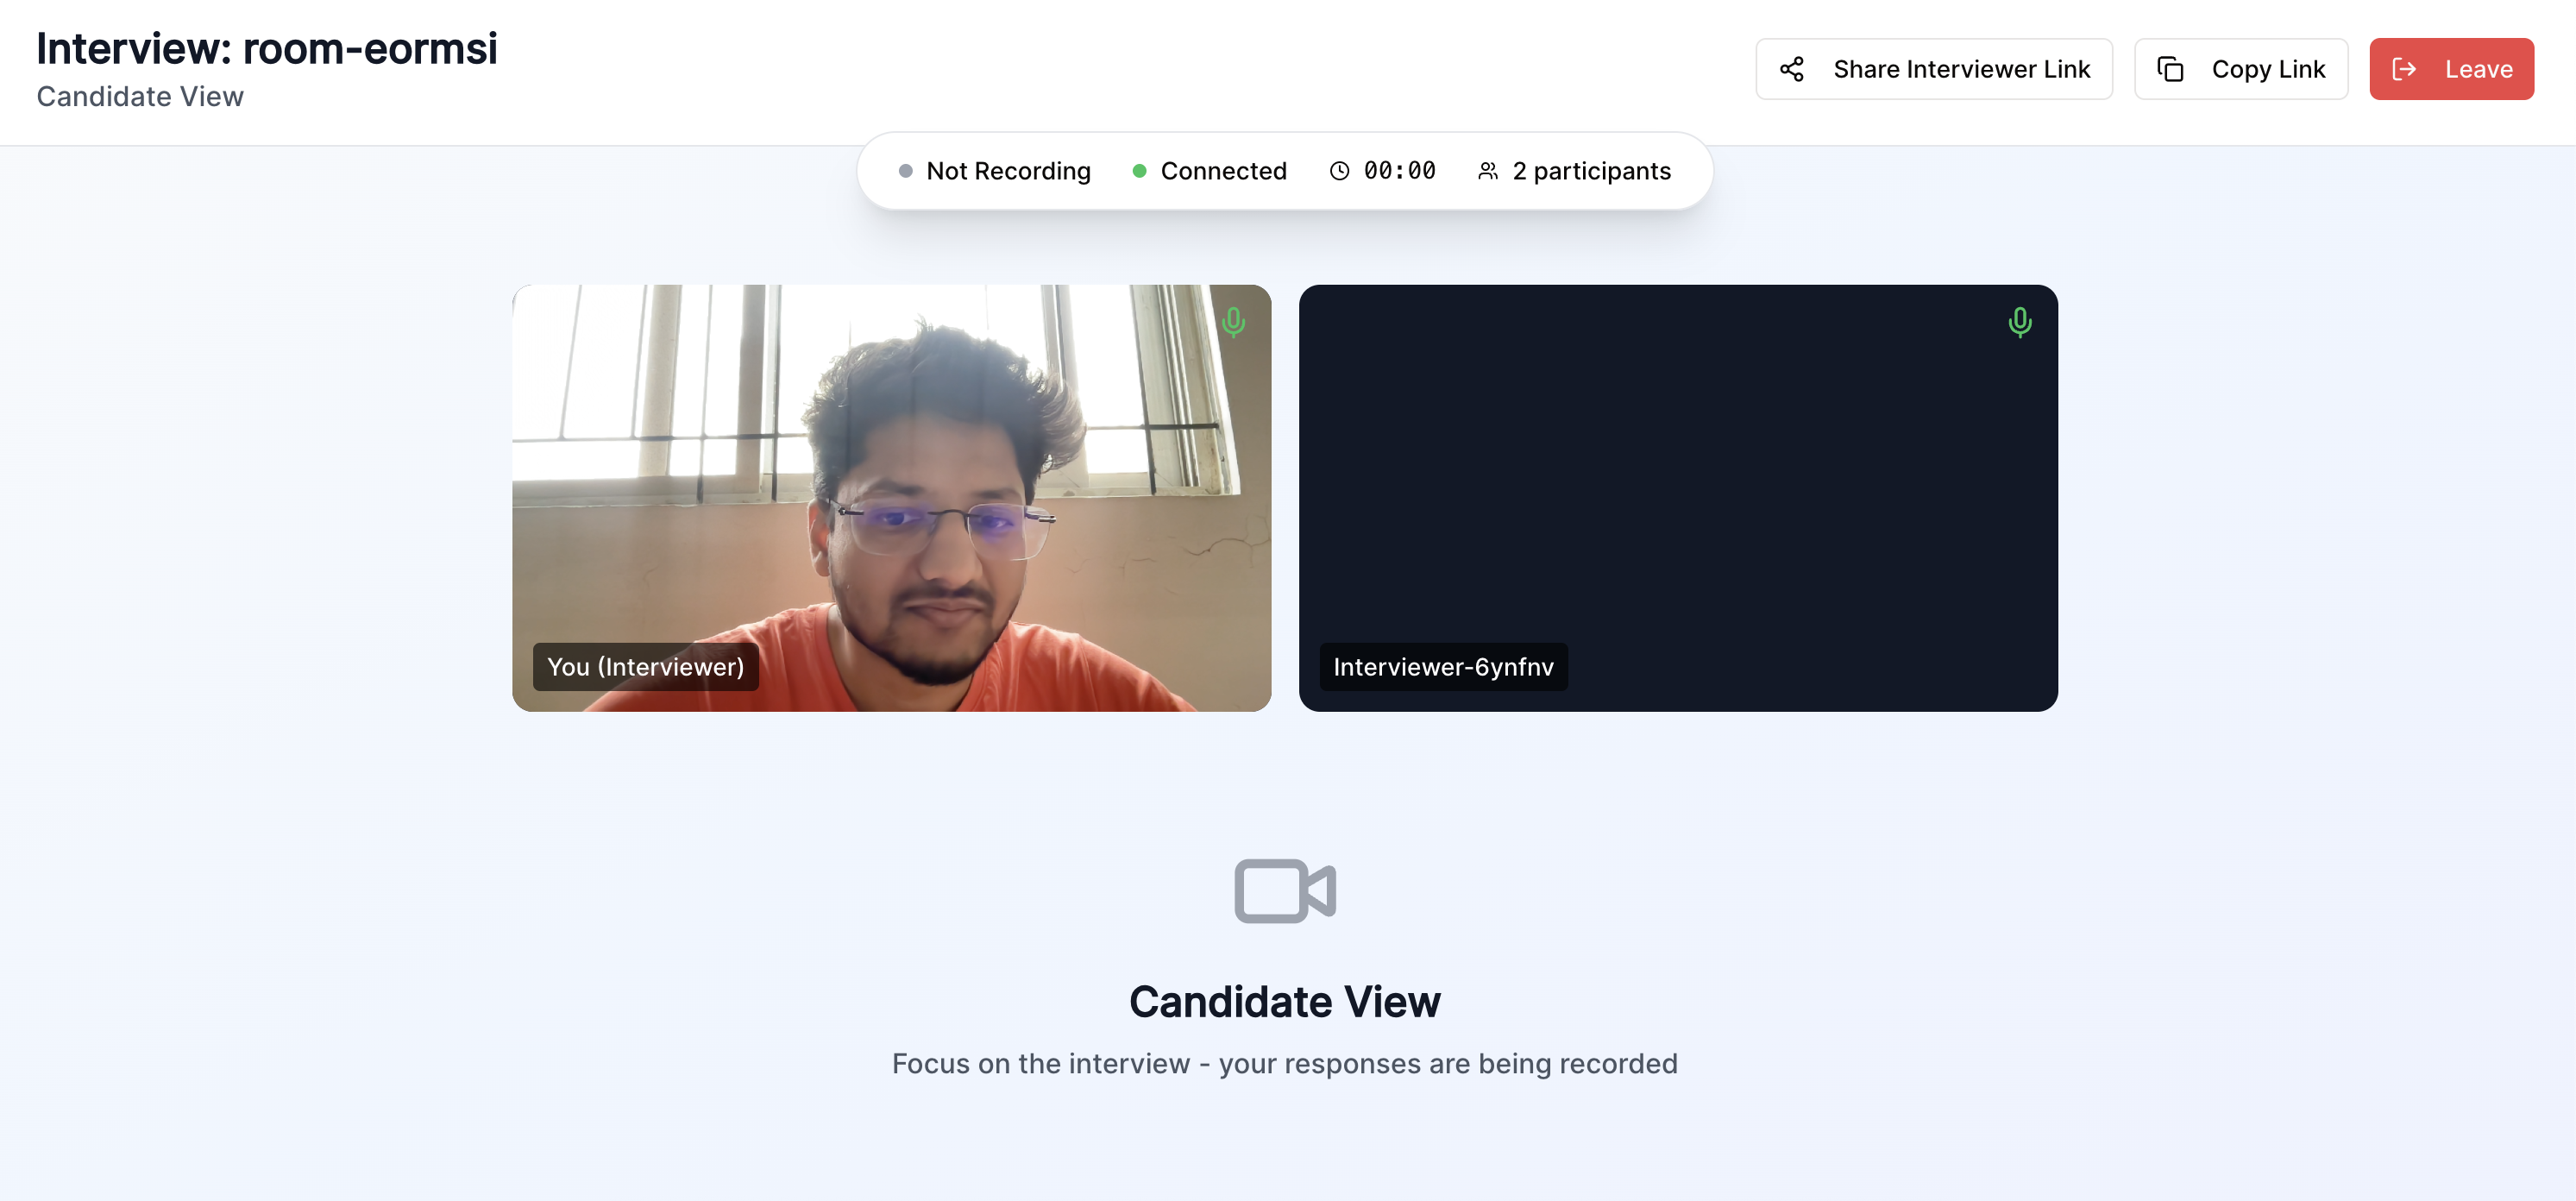 Interview: room-eormsi
Candidate View
Share Interviewer Link
Copy Link
Leave
Not Recording
Connected
00:00
2 participants
You (Interviewer)
Interviewer-6ynfnv
Candidate View
Focus on the interview - your responses are being recorded